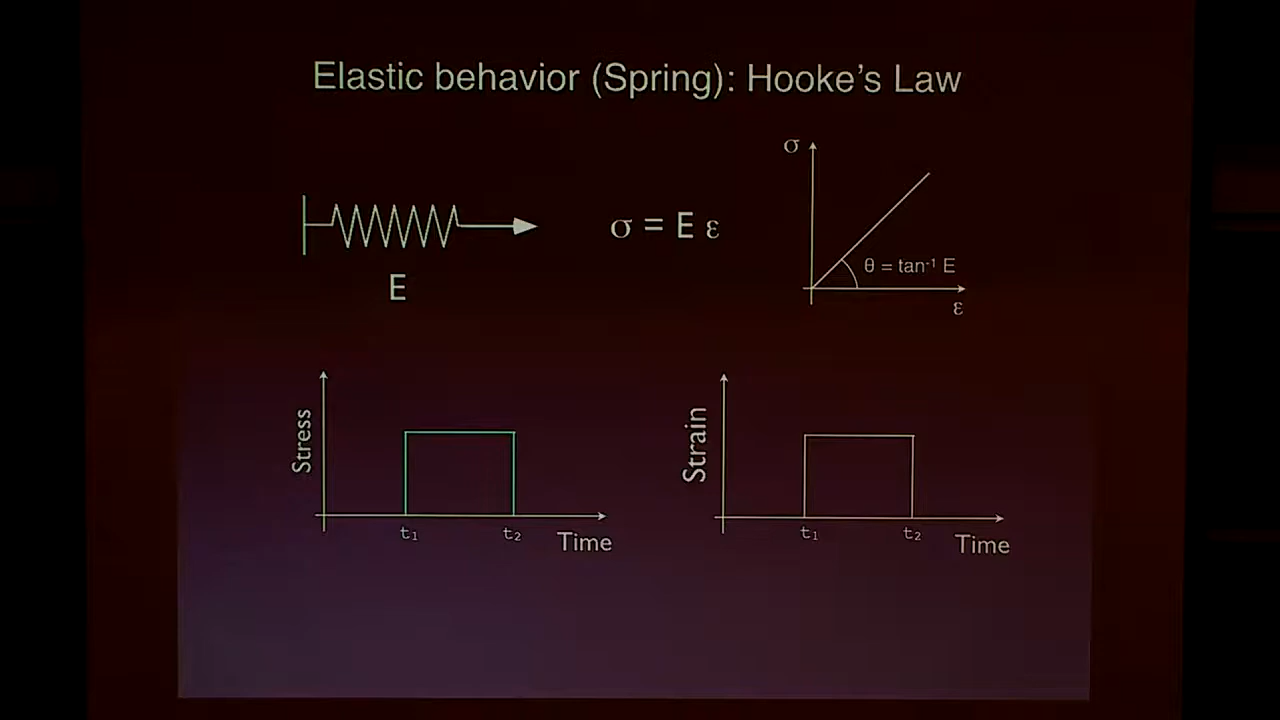 Elastic behavior (Spring): Hooke's Law
σ
σ = E ε
θ = tan⁻¹ E
E
ε
Stress
Strain
t₁
t₂
Time
t₁
t₂
Time